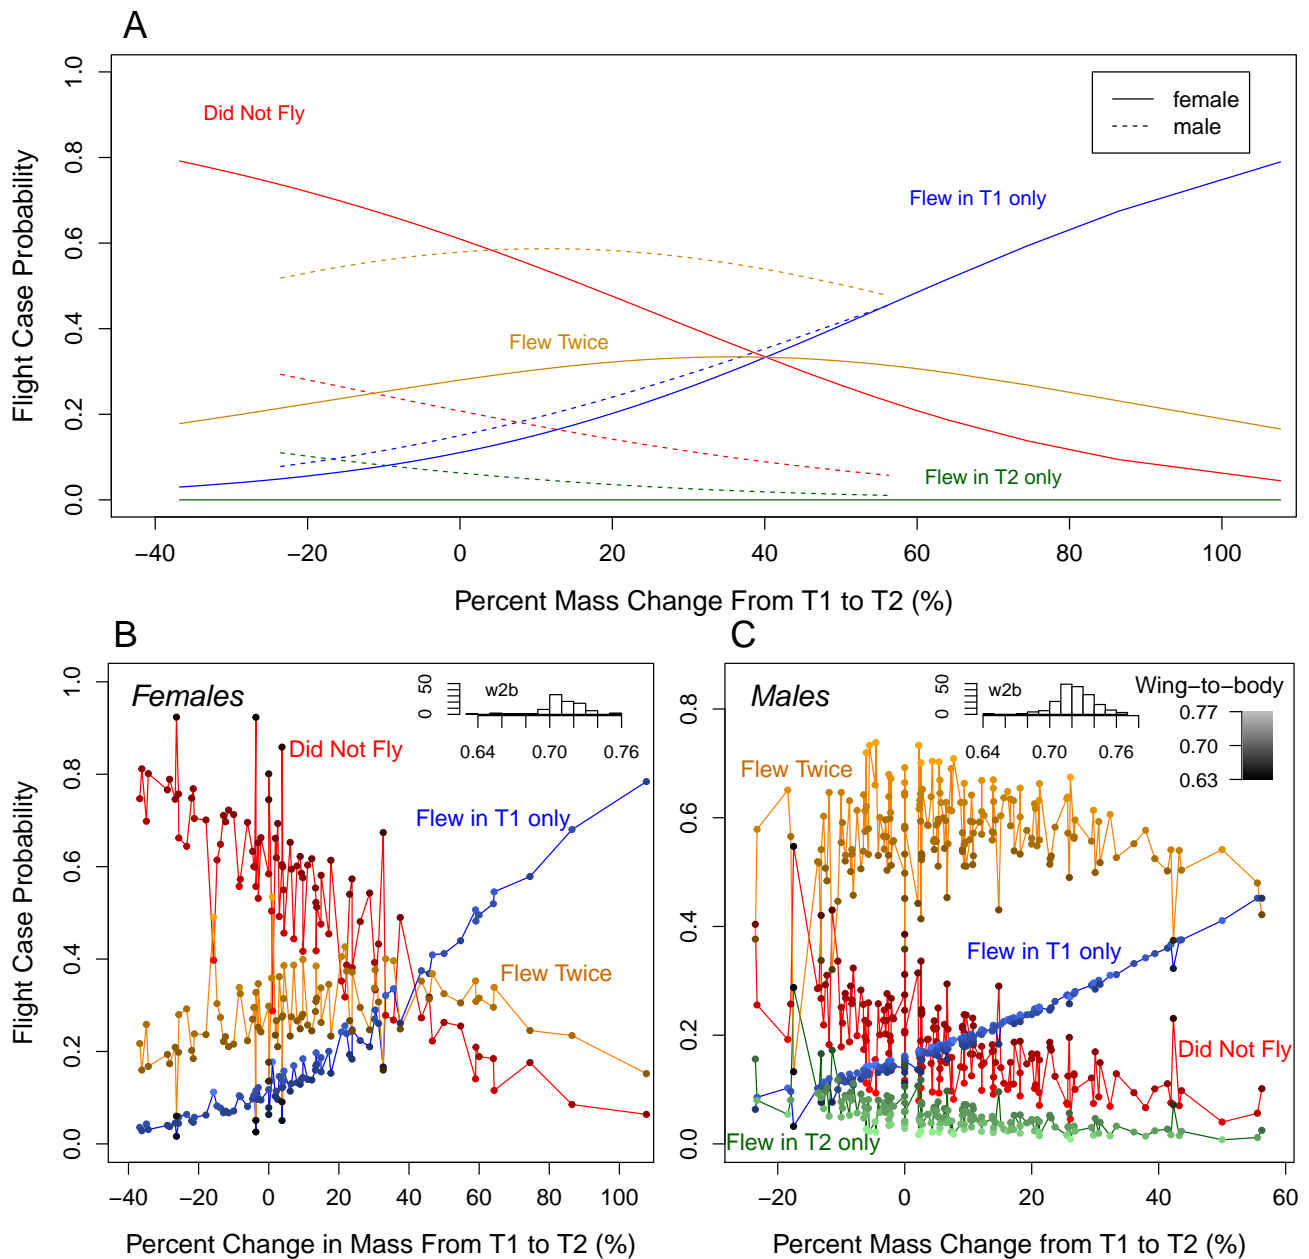 A
Flight Case Probability
1.0
0.8
0.6
0.4
0.2
0.0
Did Not Fly
female
male
Flew in T1 only
Flew Twice
Flew in T2 only
−40 −20 0 20 40 60 80 100
Percent Mass Change From T1 to T2 (%)
B
Flight Case Probability
1.0
0.8
0.6
0.4
0.2
0.0
Females
50
0
w2b
0.64 0.70 0.76
Did Not Fly
Flew in T1 only
Flew Twice
−40 −20 0 20 40 60 80 100
Percent Change in Mass From T1 to T2 (%)
C
0.8
0.6
0.4
0.2
0.0
Males
50
0
w2b
0.64 0.70 0.76
Wing−to−body
0.77
0.70
0.63
Flew Twice
Flew in T1 only
Did Not Fly
Flew in T2 only
−20 0 20 40 60
Percent Mass Change from T1 to T2 (%)